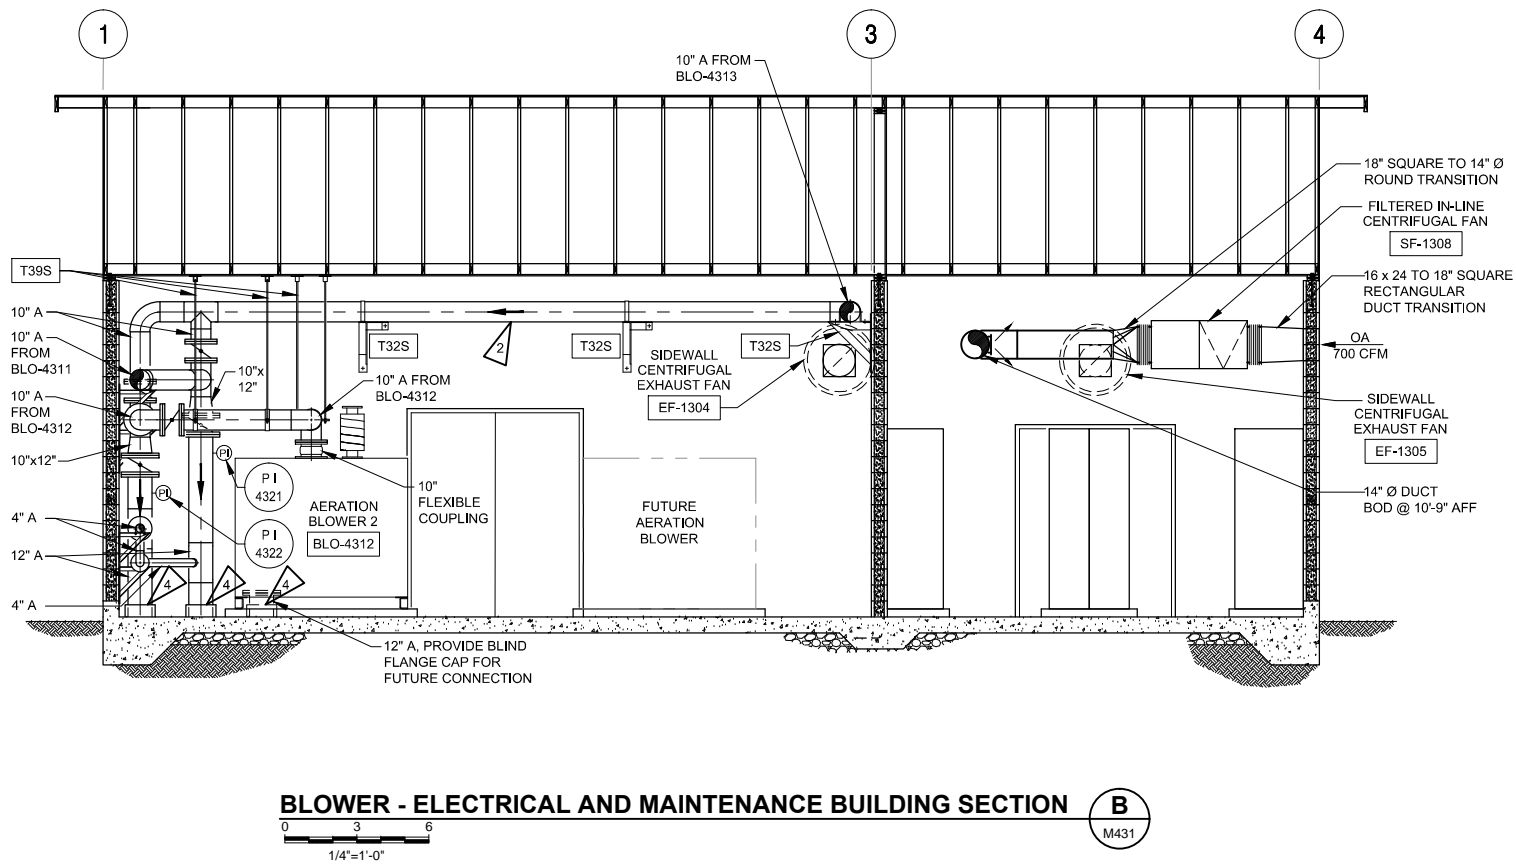 1
3
4
10" A FROM
BLO-4313
18" SQUARE TO 14" Ø
ROUND TRANSITION
FILTERED IN-LINE
CENTRIFUGAL FAN
SF-1308
16 x 24 TO 18" SQUARE
RECTANGULAR
DUCT TRANSITION
OA
700 CFM
SIDEWALL
CENTRIFUGAL
EXHAUST FAN
EF-1305
14" Ø DUCT
BOD @ 10'-9" AFF
T39S
10" A
10" A
FROM
BLO-4311
10" A
FROM
BLO-4312
10"x12"
4" A
12" A
4" A
10"x
12"
T32S
2
T32S
T32S
SIDEWALL
CENTRIFUGAL
EXHAUST FAN
EF-1304
10" A FROM
BLO-4312
PI
PI
P I
4321
P I
4322
AERATION
BLOWER 2
BLO-4312
10"
FLEXIBLE
COUPLING
FUTURE
AERATION
BLOWER
4
4
4
12" A, PROVIDE BLIND
FLANGE CAP FOR
FUTURE CONNECTION
BLOWER - ELECTRICAL AND MAINTENANCE BUILDING SECTION
B
M431
0 3 6
1/4"=1'-0"